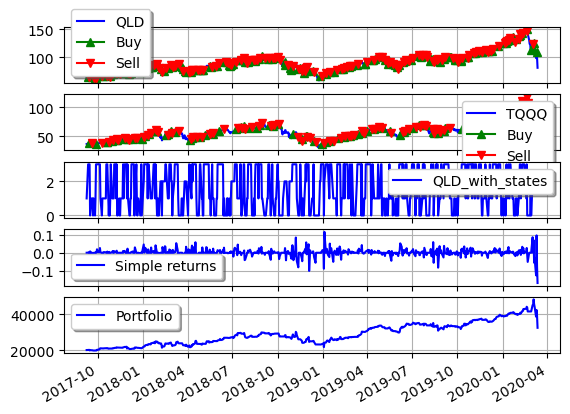 QLD
Buy
Sell
150
100
TQQQ
Buy
Sell
100
50
QLD_with_states
2
0
Simple returns
0.1
0.0
−0.1
Portfolio
40000
20000
2017-10
2018-01
2018-04
2018-07
2018-10
2019-01
2019-04
2019-07
2019-10
2020-01
2020-04